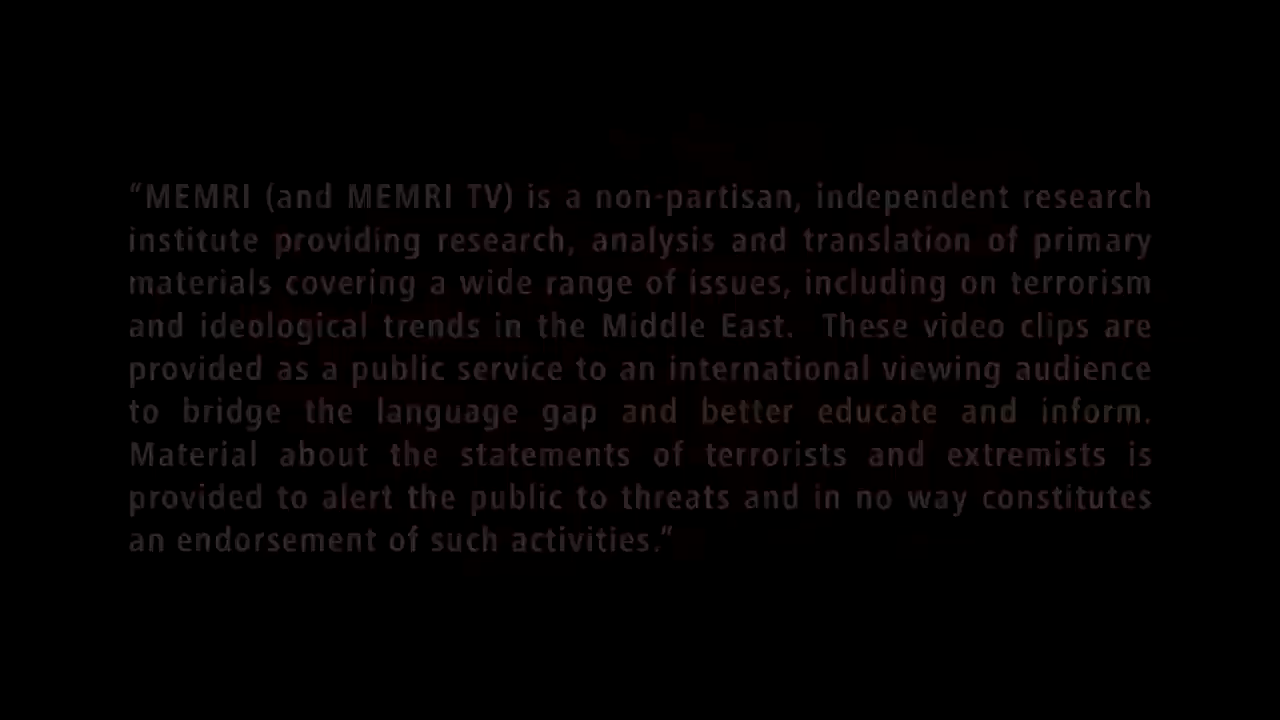 “MEMRI (and MEMRI TV) is a non-partisan, independent research
institute providing research, analysis and translation of primary
materials covering a wide range of issues, including on terrorism
and ideological trends in the Middle East.  These video clips are
provided as a public service to an international viewing audience
to bridge the language gap and better educate and inform.
Material about the statements of terrorists and extremists is
provided to alert the public to threats and in no way constitutes
an endorsement of such activities.”